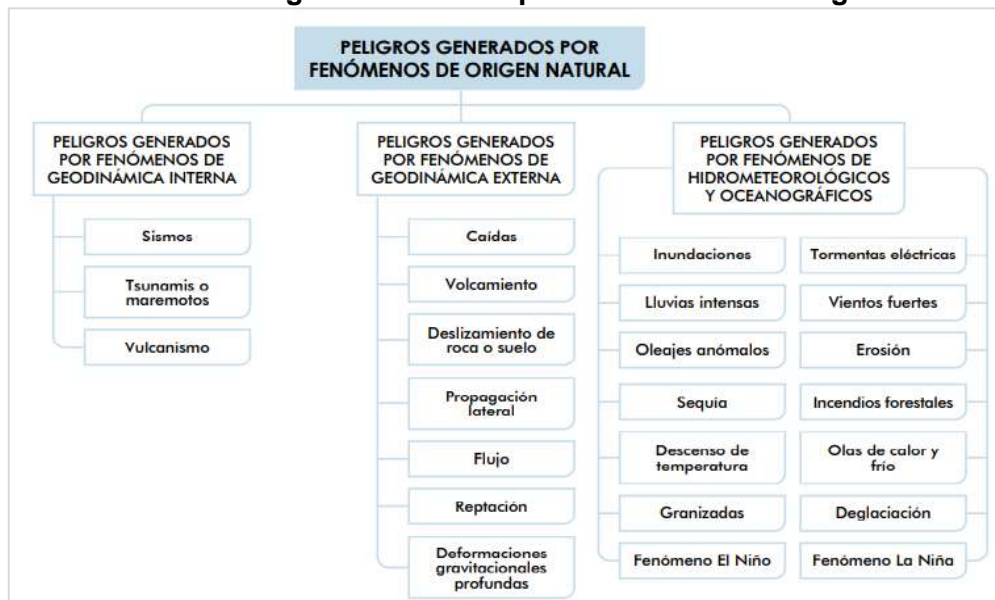 PELIGROS GENERADOS POR
FENÓMENOS DE ORIGEN NATURAL
PELIGROS GENERADOS
POR FENÓMENOS DE
GEODINÁMICA INTERNA
Sismos
Tsunamis o
maremotos
Vulcanismo
PELIGROS GENERADOS
POR FENÓMENOS DE
GEODINÁMICA EXTERNA
Caídas
Volcamiento
Deslizamiento de
roca o suelo
Propagación
lateral
Flujo
Reptación
Deformaciones
gravitacionales
profundas
PELIGROS GENERADOS
POR FENÓMENOS DE
HIDROMETEOROLÓGICOS
Y OCEANOGRÁFICOS
Inundaciones
Tormentas eléctricas
Lluvias intensas
Vientos fuertes
Oleajes anómalos
Erosión
Sequía
Incendios forestales
Descenso de
temperatura
Olas de calor y
frío
Granizadas
Deglaciación
Fenómeno El Niño
Fenómeno La Niña